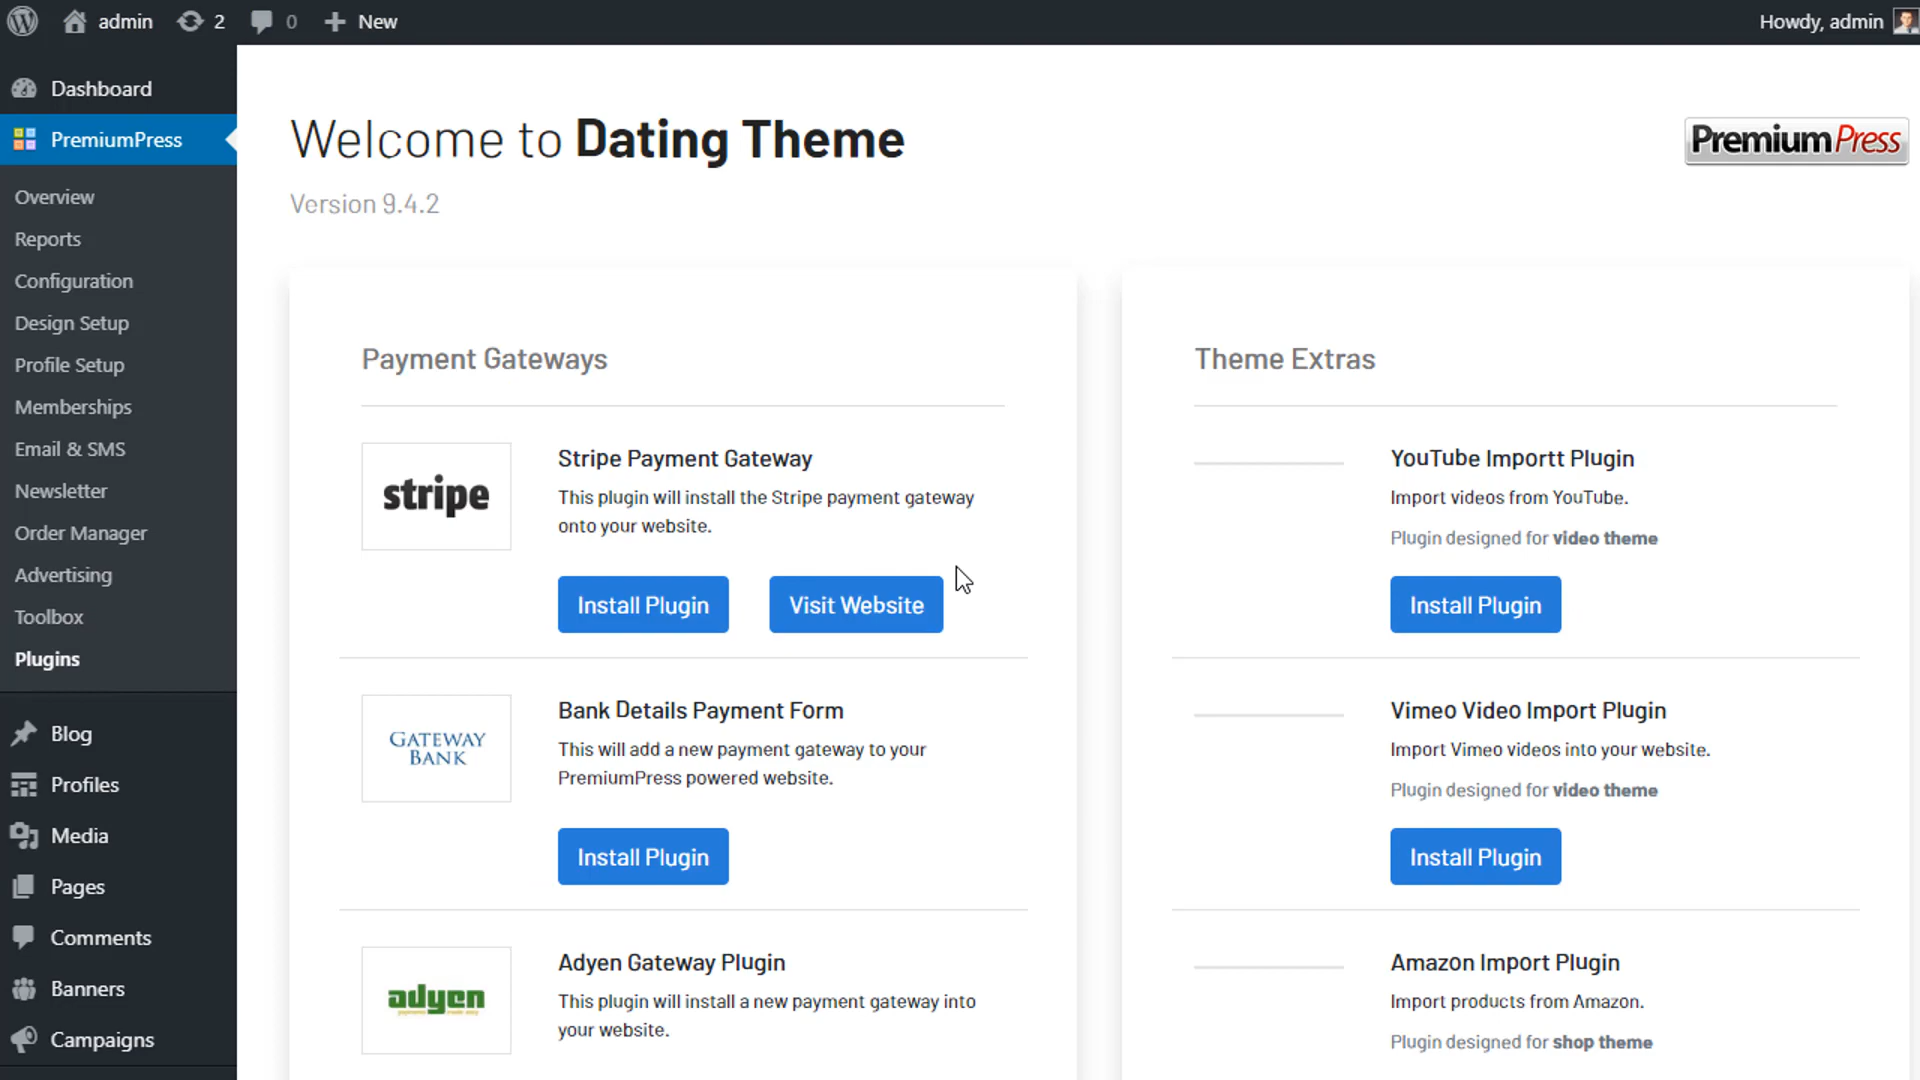 admin
2
0
New
Howdy, admin
Dashboard
PremiumPress
Overview
Reports
Configuration
Design Setup
Profile Setup
Memberships
Email & SMS
Newsletter
Order Manager
Advertising
Toolbox
Plugins
Blog
Profiles
Media
Pages
Comments
Banners
Campaigns
Welcome to Dating Theme
Version 9.4.2
PremiumPress
Payment Gateways
stripe
Stripe Payment Gateway
This plugin will install the Stripe payment gateway
onto your website.
Install Plugin
Visit Website
GATEWAY
BANK
Bank Details Payment Form
This will add a new payment gateway to your
PremiumPress powered website.
Install Plugin
adyen
Adyen Gateway Plugin
This plugin will install a new payment gateway into
your website.
Theme Extras
YouTube Importt Plugin
Import videos from YouTube.
Plugin designed for video theme
Install Plugin
Vimeo Video Import Plugin
Import Vimeo videos into your website.
Plugin designed for video theme
Install Plugin
Amazon Import Plugin
Import products from Amazon.
Plugin designed for shop theme